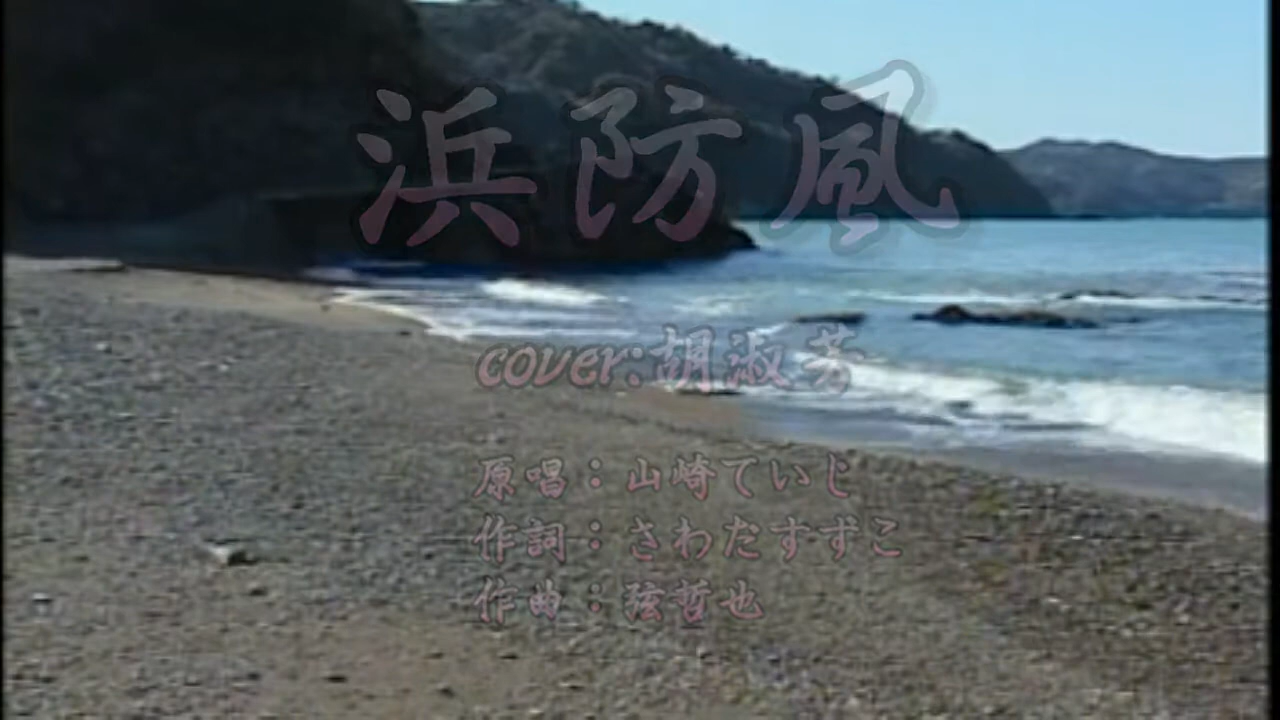 浜防風
cover:胡淑芳
原唱：山崎ていじ
作詞：さわだすずこ
作曲：弦哲也